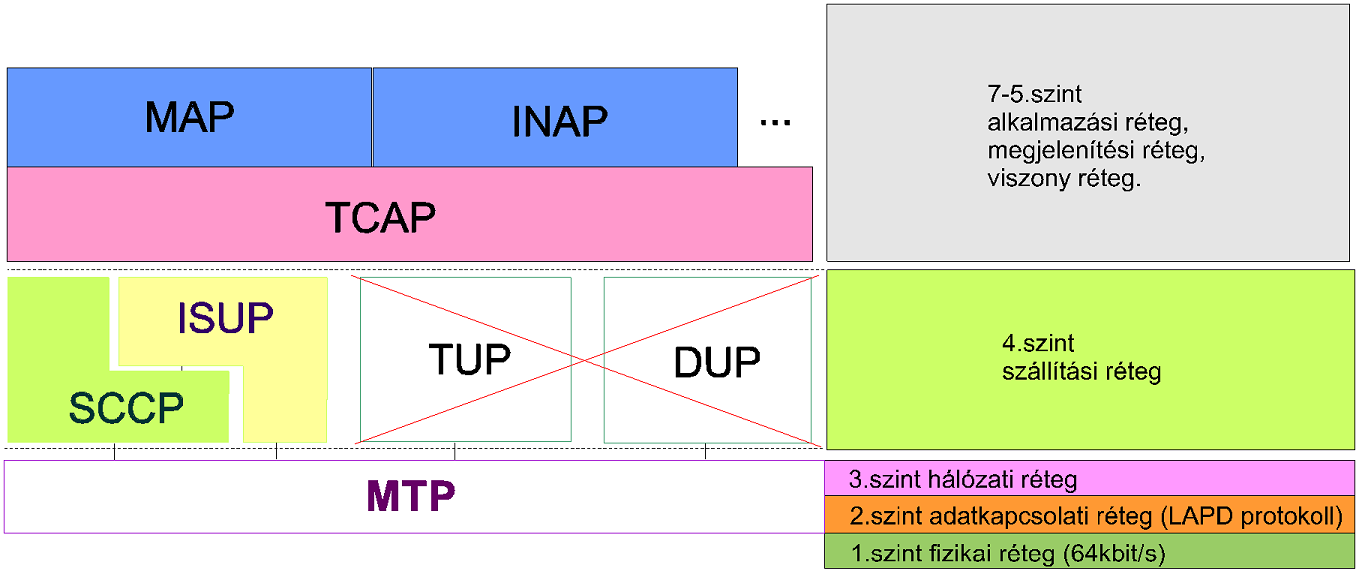 MAP
INAP
...
TCAP
ISUP
SCCP
TUP
DUP
MTP
7-5.szint
alkalmazási réteg,
megjelenítési réteg,
viszony réteg.
4.szint
szállítási réteg
3.szint hálózati réteg
2.szint adatkapcsolati réteg (LAPD protokoll)
1.szint fizikai réteg (64kbit/s)